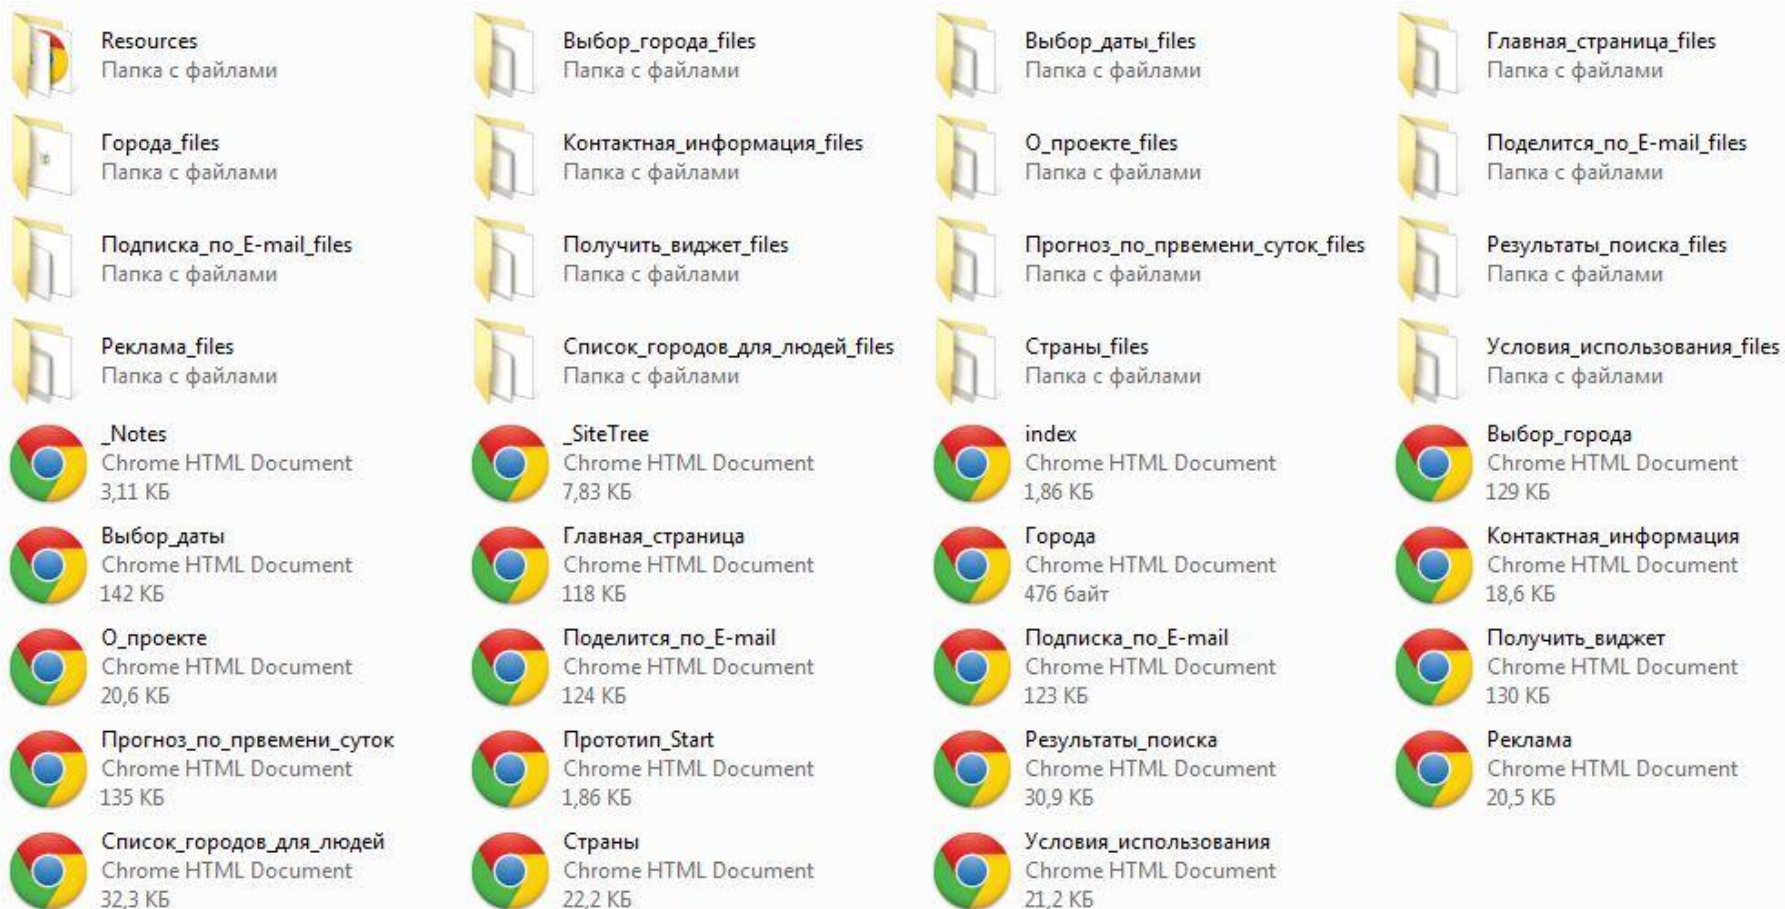 Resources
Папка с файлами
Выбор_города_files
Папка с файлами
Выбор_даты_files
Папка с файлами
Главная_страница_files
Папка с файлами
Города_files
Папка с файлами
Контактная_информация_files
Папка с файлами
О_проекте_files
Папка с файлами
Поделится_по_E-mail_files
Папка с файлами
Подписка_по_E-mail_files
Папка с файлами
Получить_виджет_files
Папка с файлами
Прогноз_по_првемени_суток_files
Папка с файлами
Результаты_поиска_files
Папка с файлами
Реклама_files
Папка с файлами
Список_городов_для_людей_files
Папка с файлами
Страны_files
Папка с файлами
Условия_использования_files
Папка с файлами
_Notes
Chrome HTML Document
3,11 КБ
_SiteTree
Chrome HTML Document
7,83 КБ
index
Chrome HTML Document
1,86 КБ
Выбор_города
Chrome HTML Document
129 КБ
Выбор_даты
Chrome HTML Document
142 КБ
Главная_страница
Chrome HTML Document
118 КБ
Города
Chrome HTML Document
476 байт
Контактная_информация
Chrome HTML Document
18,6 КБ
О_проекте
Chrome HTML Document
20,6 КБ
Поделится_по_E-mail
Chrome HTML Document
124 КБ
Подписка_по_E-mail
Chrome HTML Document
123 КБ
Получить_виджет
Chrome HTML Document
130 КБ
Прогноз_по_првемени_суток
Chrome HTML Document
135 КБ
Прототип_Start
Chrome HTML Document
1,86 КБ
Результаты_поиска
Chrome HTML Document
30,9 КБ
Реклама
Chrome HTML Document
20,5 КБ
Список_городов_для_людей
Chrome HTML Document
32,3 КБ
Страны
Chrome HTML Document
22,2 КБ
Условия_использования
Chrome HTML Document
21,2 КБ